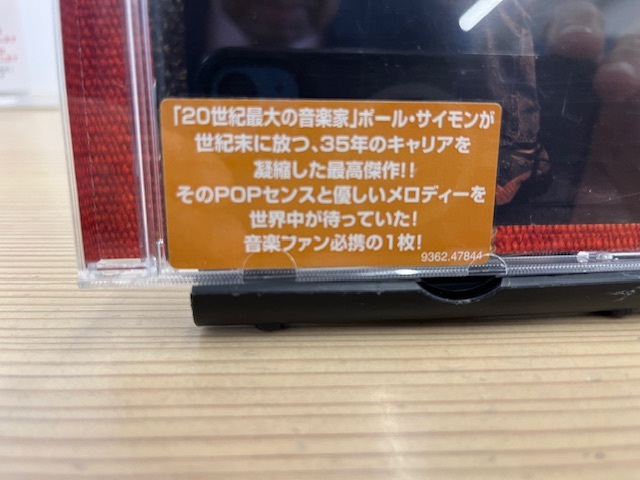 「20世紀最大の音楽家」ポール・サイモンが
世紀末に放つ、35年のキャリアを
凝縮した最高傑作!!
そのPOPセンスと優しいメロディーを
世界中が待っていた!
音楽ファン必携の1枚!
9362.47844